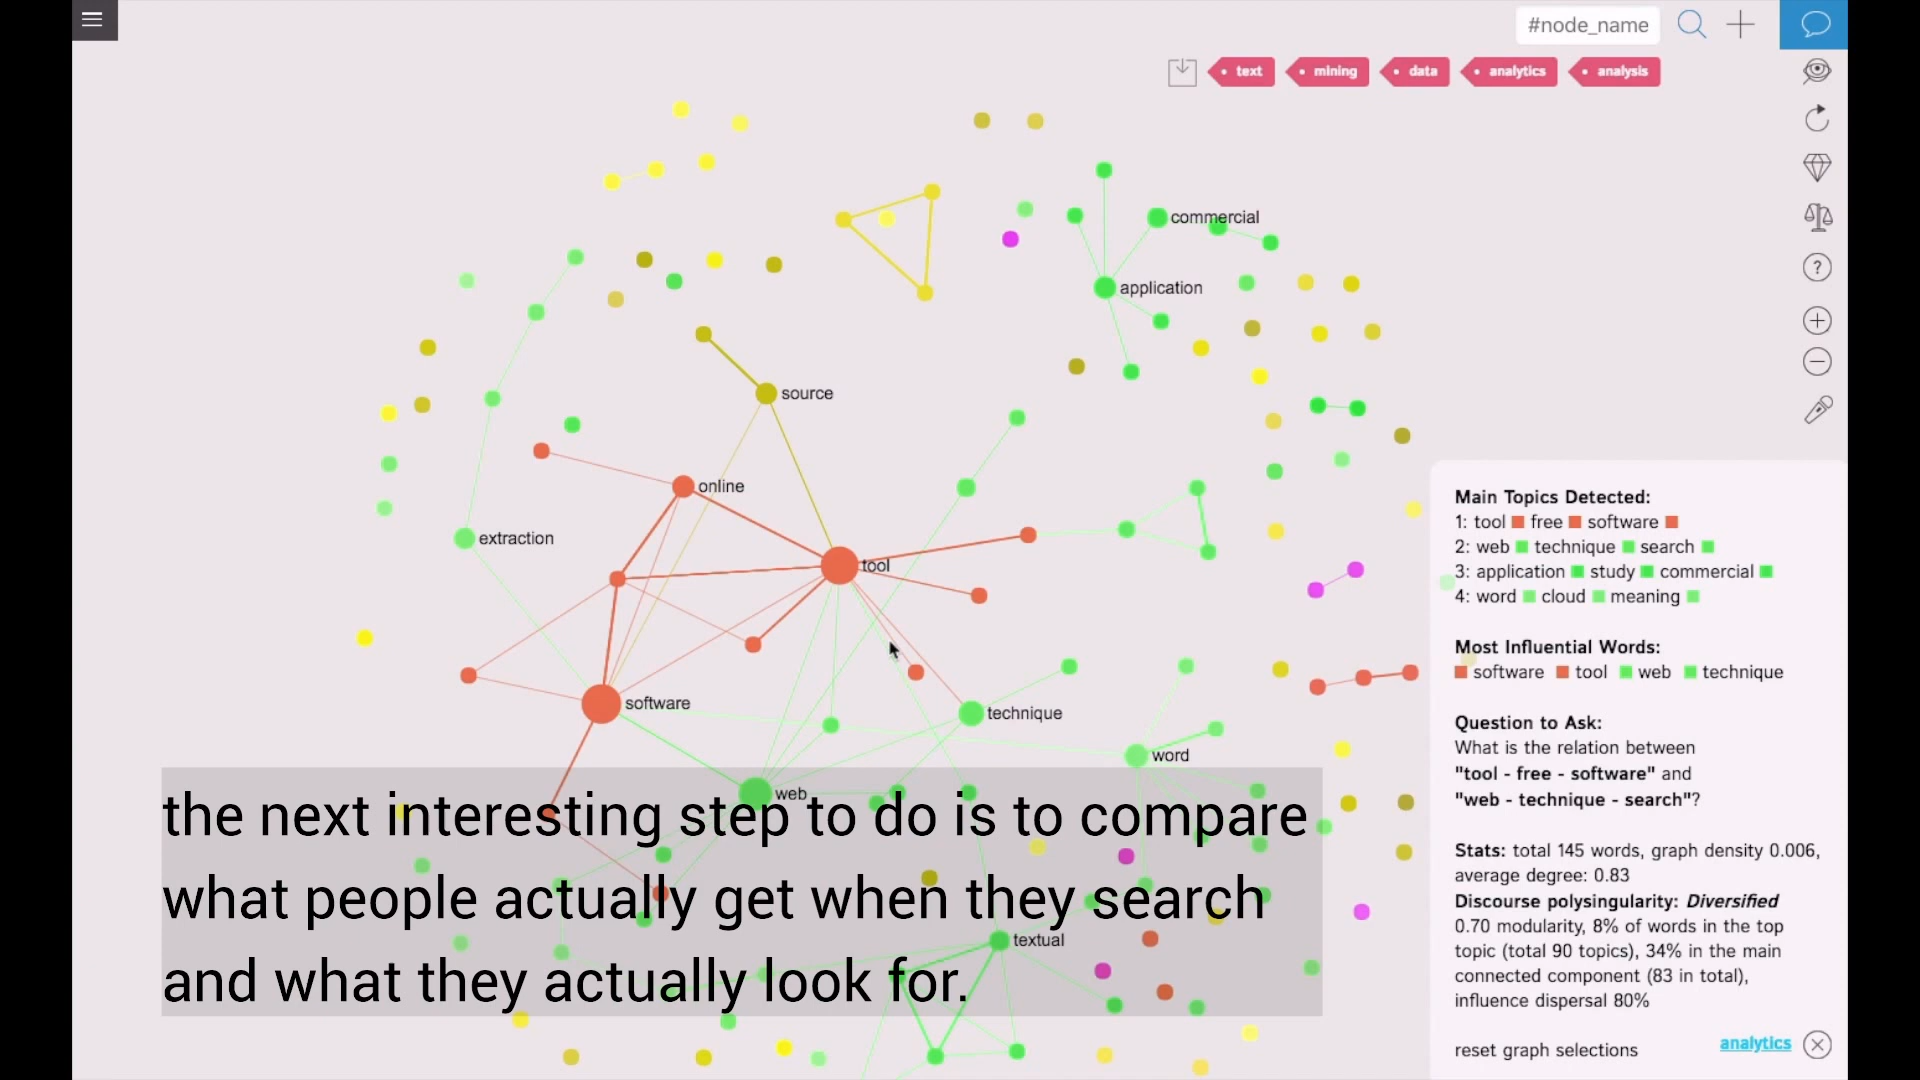 #node_name
text
mining
data
analytics
analysis
commercial
application
source
online
extraction
tool
software
technique
word
web
textual
Main Topics Detected:
1: tool free software
2: web technique search
3: application study commercial
4: word cloud meaning
Most Influential Words:
software tool web technique
Question to Ask:
What is the relation between
"tool - free - software" and
"web - technique - search"?
Stats: total 145 words, graph density 0.006,
average degree: 0.83
Discourse polysingularity: Diversified
0.70 modularity, 8% of words in the top
topic (total 90 topics), 34% in the main
connected component (83 in total),
influence dispersal 80%
reset graph selections
analytics
the next interesting step to do is to compare
what people actually get when they search
and what they actually look for.